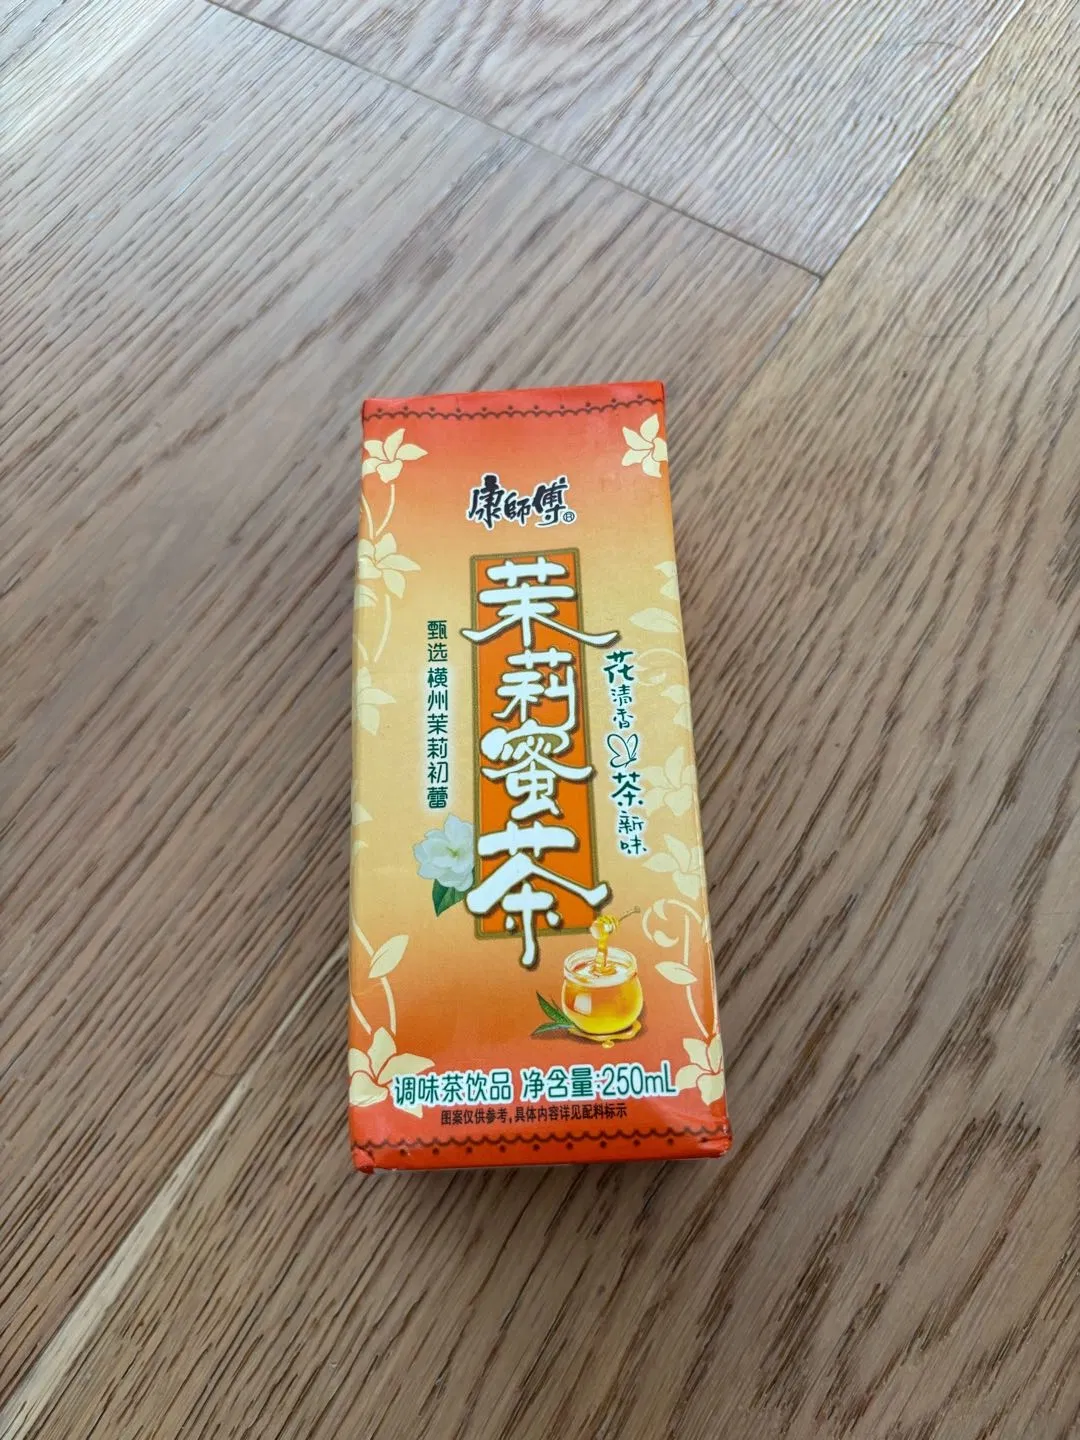 康師傅
茉莉蜜茶
甄选横州茉莉初蕾
花清香 茶新味
调味茶饮品 净含量:250mL
图案仅供参考,具体内容详见配料标示